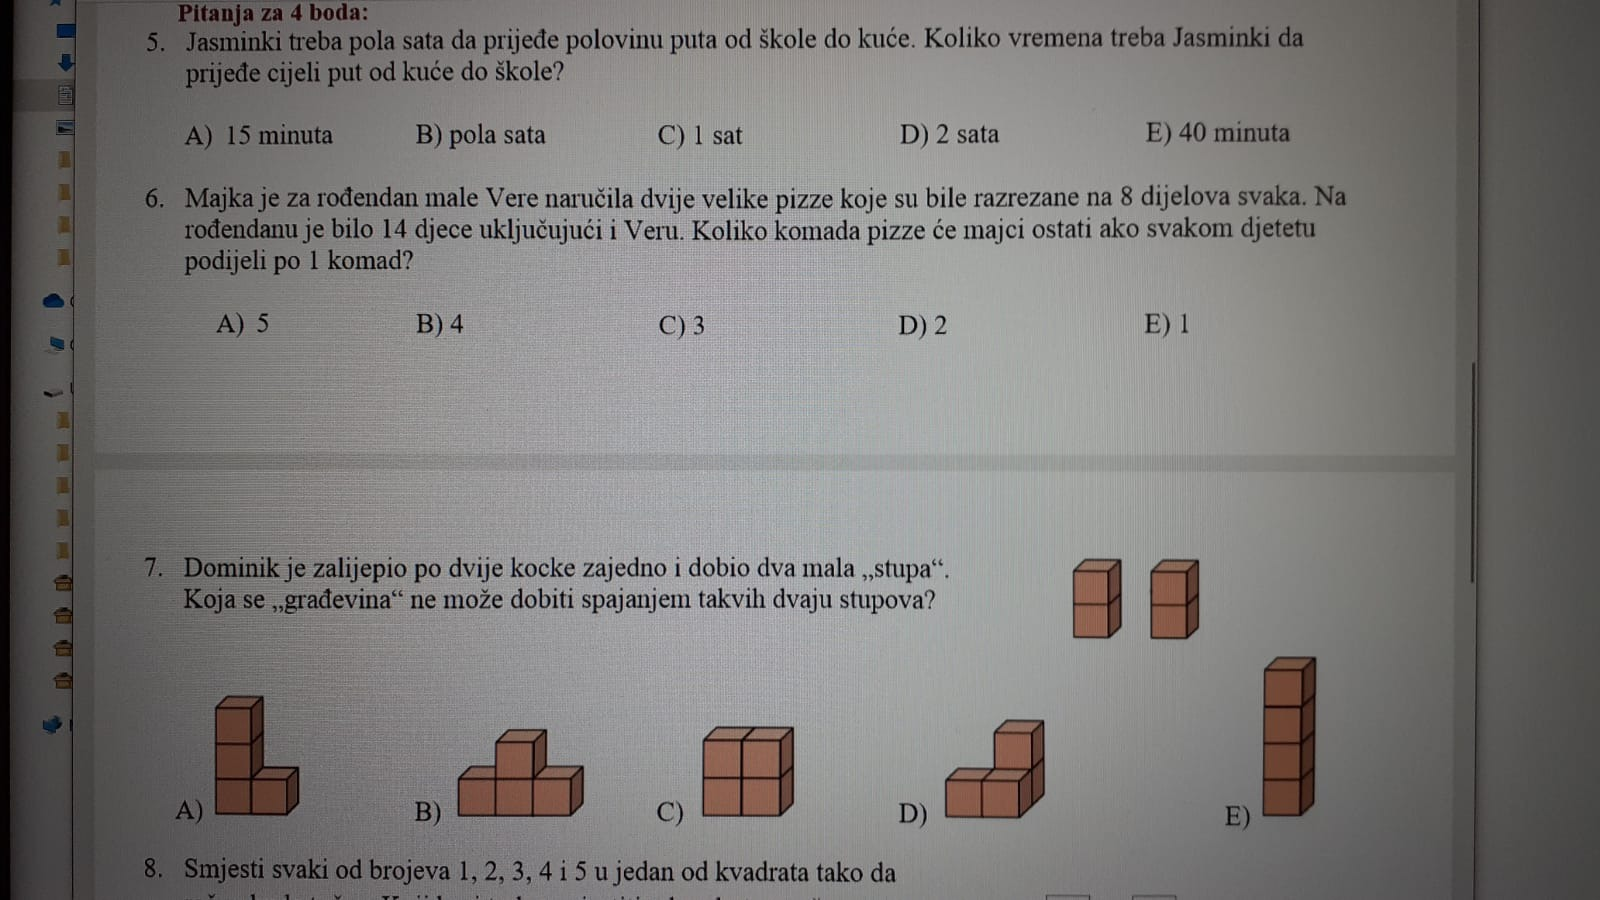 Pitanja za 4 boda:
5. Jasminki treba pola sata da prijeđe polovinu puta od škole do kuće. Koliko vremena treba Jasminki da
prijeđe cijeli put od kuće do škole?
A) 15 minuta B) pola sata C) 1 sat D) 2 sata E) 40 minuta
6. Majka je za rođendan male Vere naručila dvije velike pizze koje su bile razrezane na 8 dijelova svaka. Na
rođendanu je bilo 14 djece uključujući i Veru. Koliko komada pizze će majci ostati ako svakom djetetu
podijeli po 1 komad?
A) 5 B) 4 C) 3 D) 2 E) 1
7. Dominik je zalijepio po dvije kocke zajedno i dobio dva mala „stupa“.
Koja se „građevina“ ne može dobiti spajanjem takvih dvaju stupova?
A) B) C) D) E)
8. Smjesti svaki od brojeva 1, 2, 3, 4 i 5 u jedan od kvadrata tako da